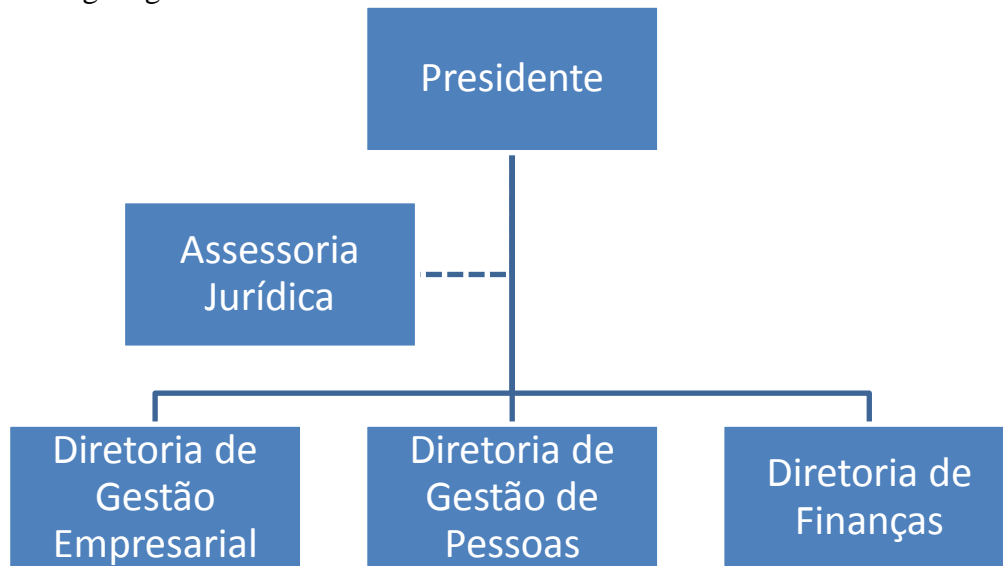 Presidente
Assessoria
Jurídica
Diretoria de
Gestão
Empresarial
Diretoria de
Gestão de
Pessoas
Diretoria de
Finanças